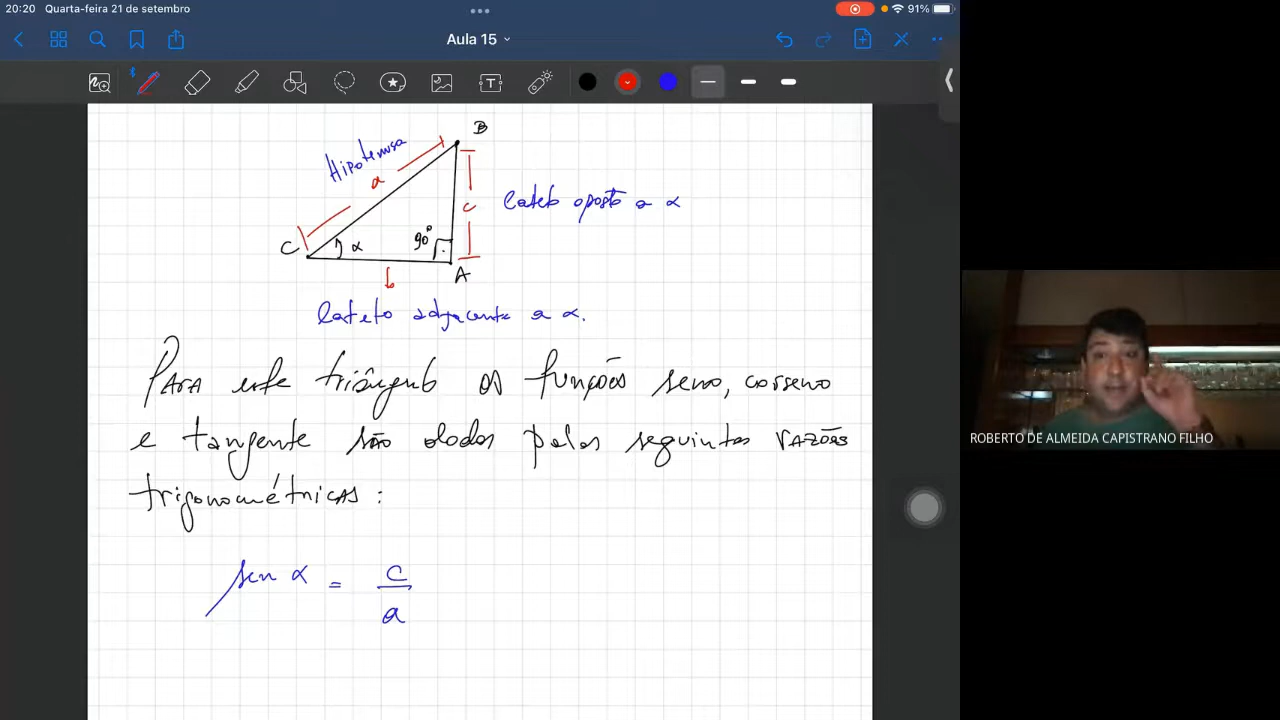 20:20 Quarta-feira 21 de setembro
91%
Aula 15
T
B
Hipotenusa
a
c
Cateto oposto a α
C
α
90°
b
A
Cateto adjacente a α.
Para este triângulo as funções seno, cosseno
e tangente são dadas pelas seguintes razões
trigonométricas:
sen α = c/a
ROBERTO DE ALMEIDA CAPISTRANO FILHO